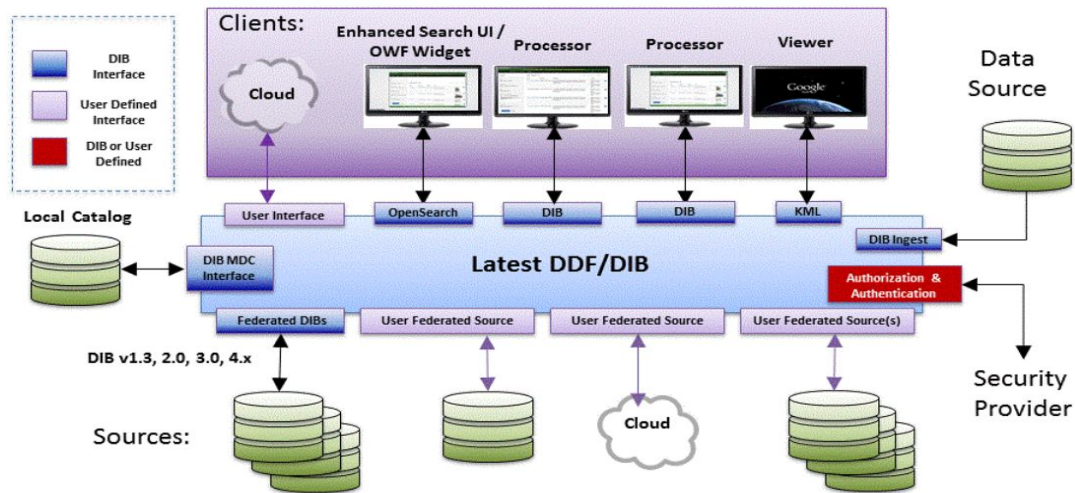 Clients:
DIB
Interface
User Defined
Interface
DIB or User
Defined
Cloud
Enhanced Search UI /
OWF Widget
Processor
Processor
Viewer
Google
Data
Source
Local Catalog
User Interface
OpenSearch
DIB
DIB
KML
DIB Ingest
DIB MDC
Interface
Latest DDF/DIB
Authorization &
Authentication
Federated DIBs
User Federated Source
User Federated Source
User Federated Source(s)
DIB v1.3, 2.0, 3.0, 4.x
Security
Provider
Sources:
Cloud